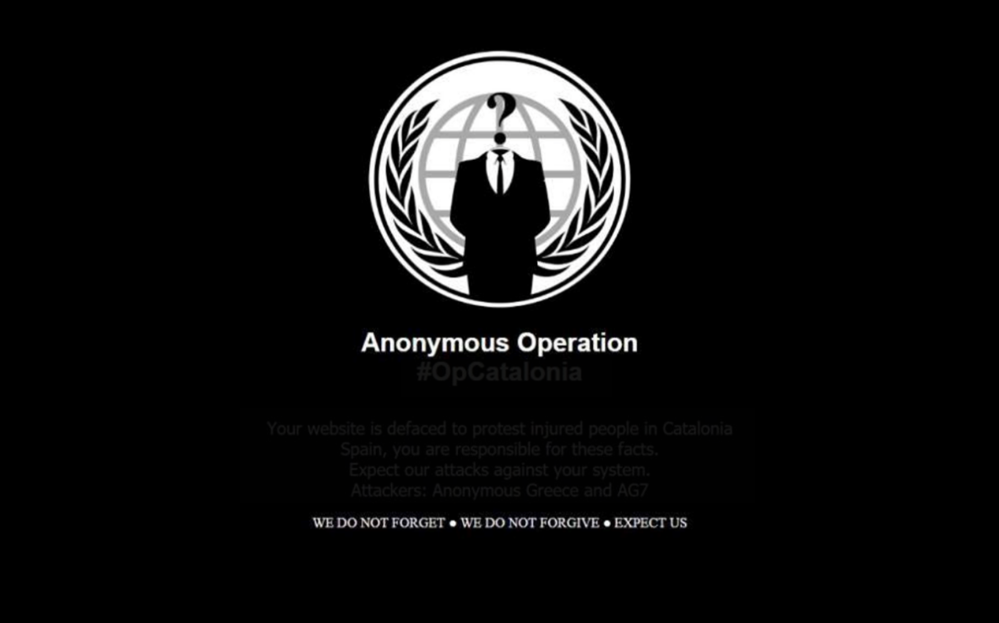 ?
Anonymous Operation
#OpCatalonia
Your website is defaced to protest injured people in Catalonia
Spain, you are responsible for these facts.
Expect our attacks against your system.
Attackers: Anonymous Greece and AG7
WE DO NOT FORGET ● WE DO NOT FORGIVE ● EXPECT US